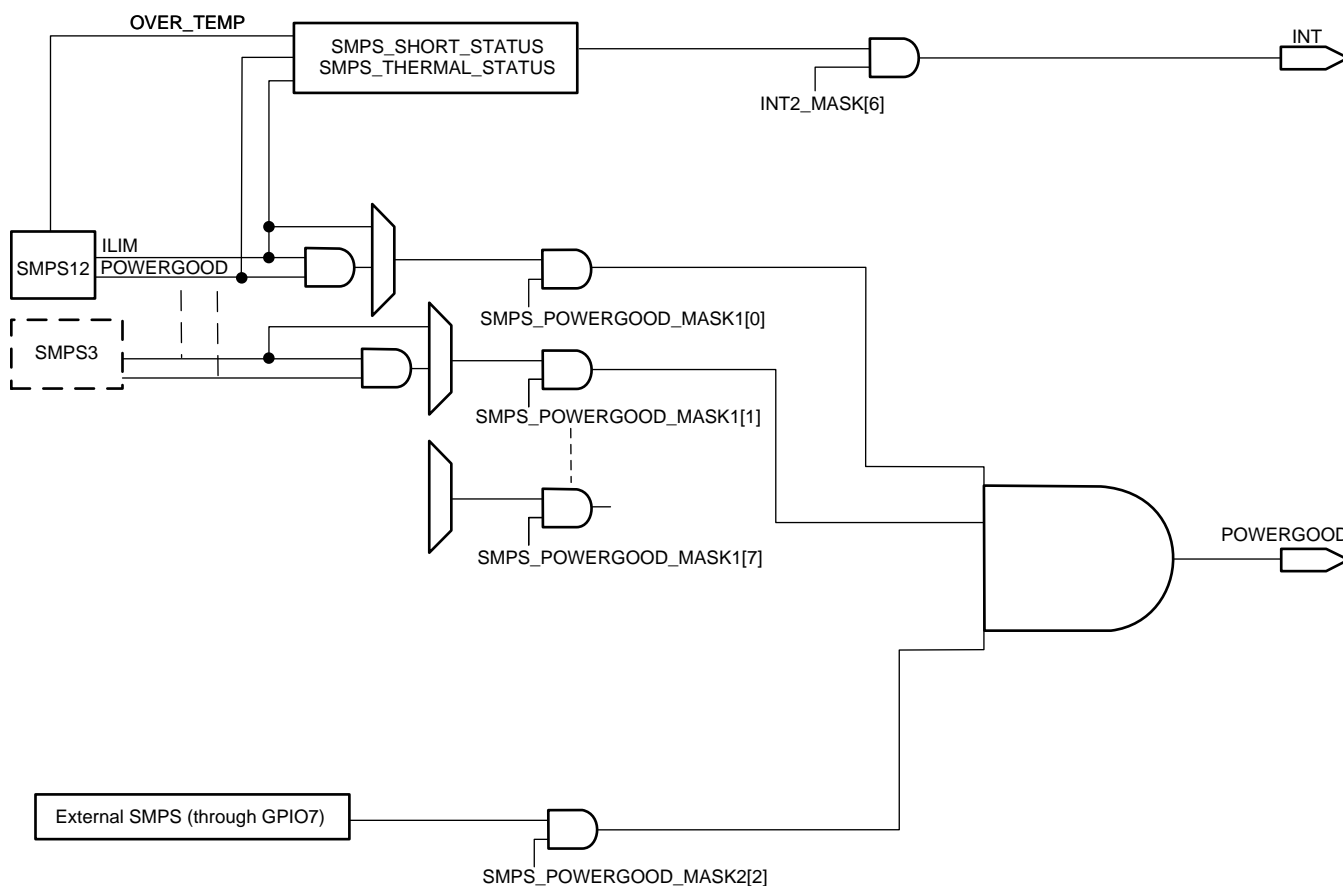 OVER_TEMP
SMPS_SHORT_STATUS
SMPS_THERMAL_STATUS
INT
INT2_MASK[6]
SMPS12
ILIM
POWERGOOD
SMPS_POWERGOOD_MASK1[0]
SMPS3
SMPS_POWERGOOD_MASK1[1]
SMPS_POWERGOOD_MASK1[7]
POWERGOOD
External SMPS (through GPIO7)
SMPS_POWERGOOD_MASK2[2]